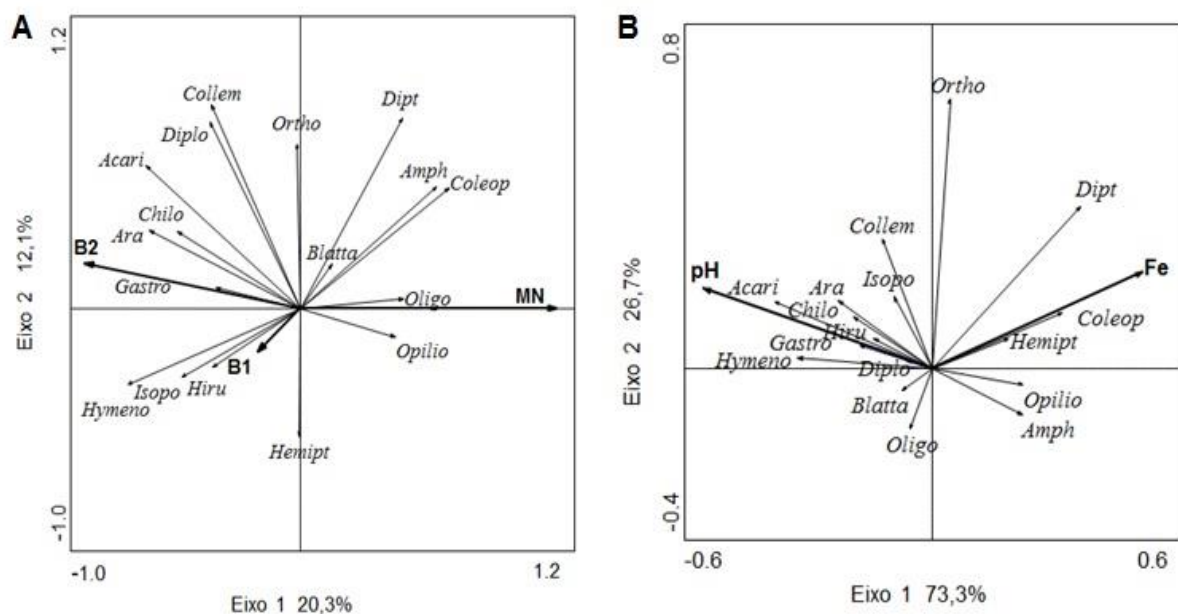 A
1.2
Collem
Dipt
Diplo
Ortho
Acari
Amph
Coleop
Chilo
Ara
Blatta
B2
Gastro
Oligo
MN
Opilio
B1
Isopo
Hiru
Hymeno
Hemipt
Eixo 2 12,1%
-1.0
-1.0
1.2
Eixo 1 20,3%
B
0.8
Ortho
Dipt
Collem
pH
Fe
Isopo
Acari
Ara
Chilo
Coleop
Hiru
Hemipt
Gastro
Hymeno
Diplo
Blatta
Opilio
Amph
Oligo
Eixo 2 26,7%
-0.4
-0.6
0.6
Eixo 1 73,3%